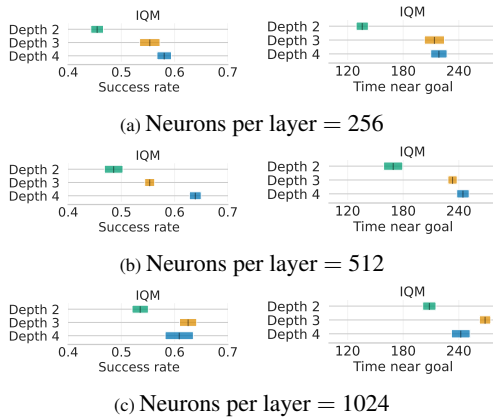 IQM IQM
Depth 2 Depth 2
Depth 3 Depth 3
Depth 4 Depth 4
0.4 0.5 0.6 0.7 120 180 240
Success rate Time near goal
(a) Neurons per layer = 256
IQM IQM
Depth 2 Depth 2
Depth 3 Depth 3
Depth 4 Depth 4
0.4 0.5 0.6 0.7 120 180 240
Success rate Time near goal
(b) Neurons per layer = 512
IQM IQM
Depth 2 Depth 2
Depth 3 Depth 3
Depth 4 Depth 4
0.4 0.5 0.6 0.7 120 180 240
Success rate Time near goal
(c) Neurons per layer = 1024